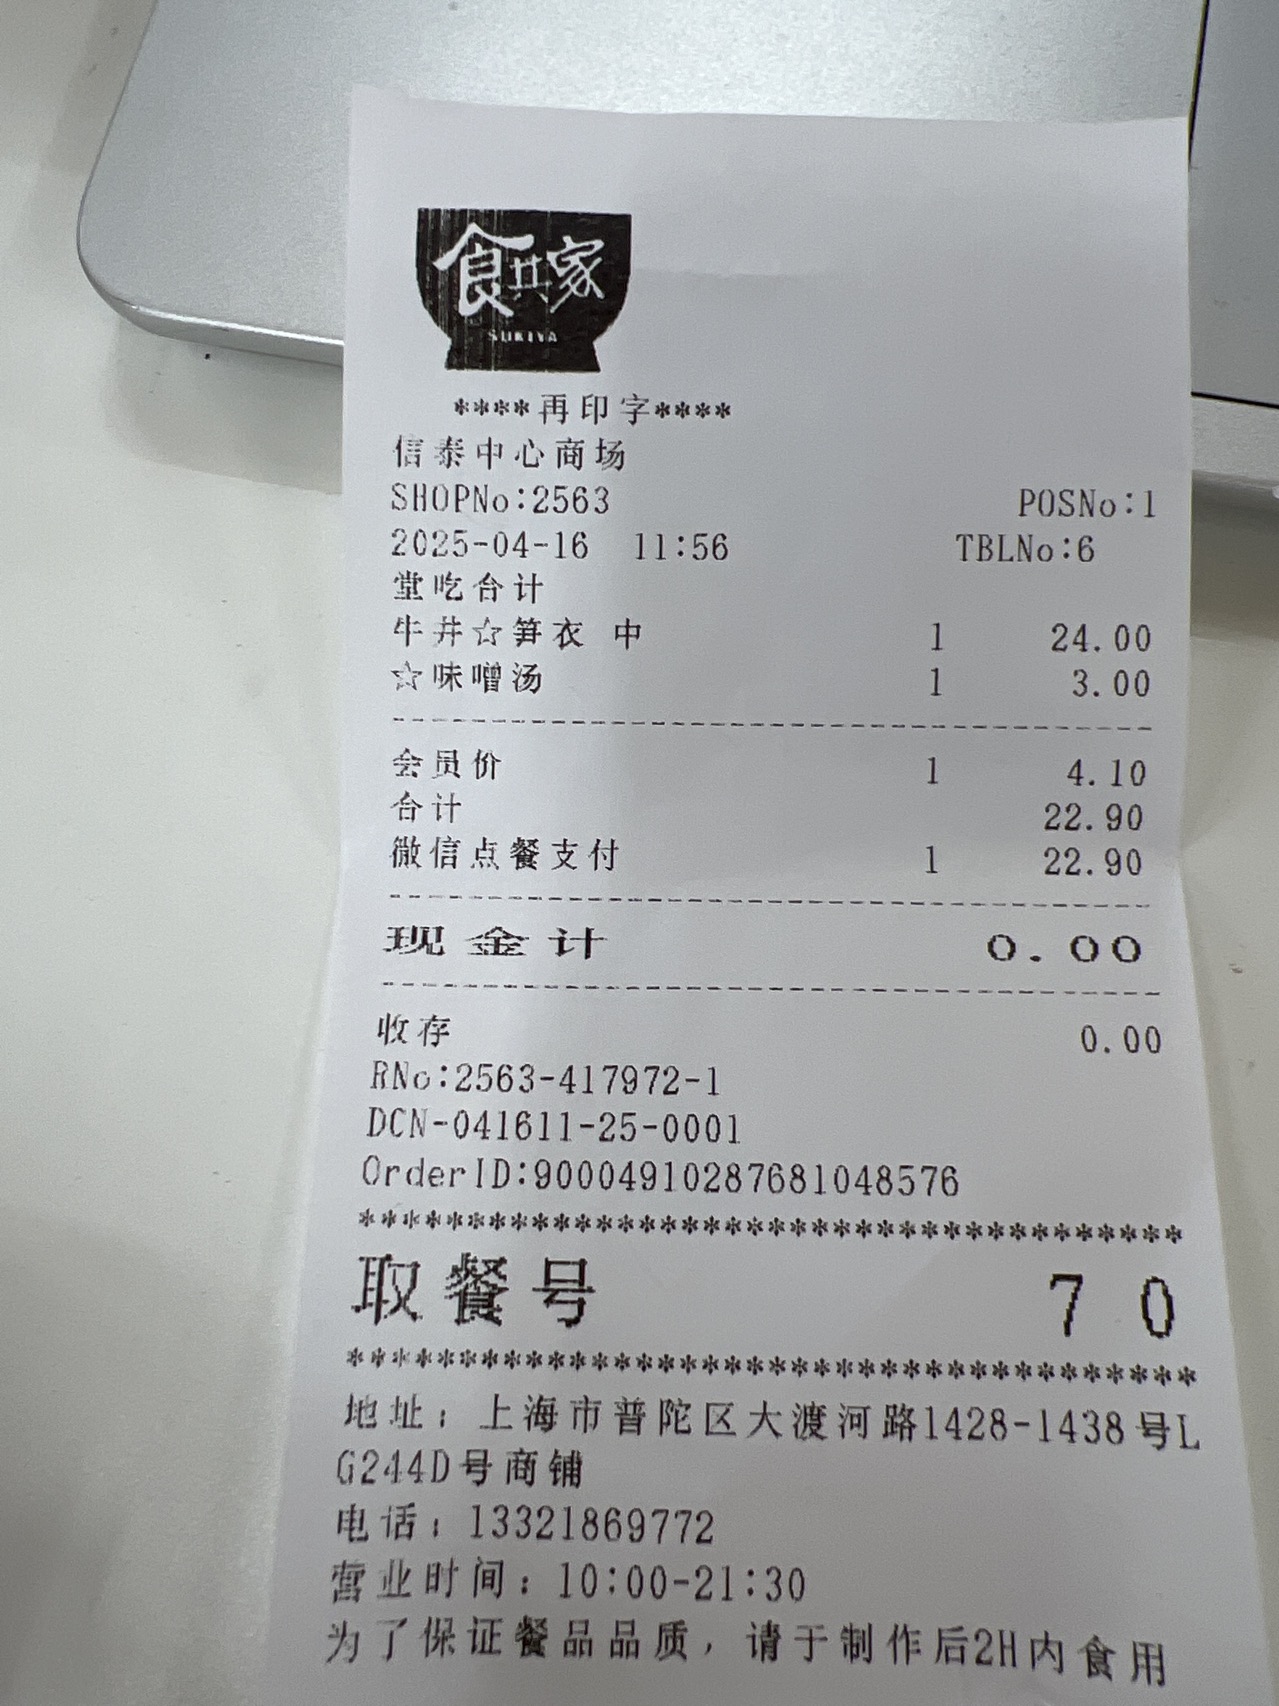 食其家
SUKIYA
****再印字****
信泰中心商场
SHOPNo:2563 POSNo:1
2025-04-16 11:56 TBLNo:6
堂吃合计
牛丼☆笋衣 中 1 24.00
☆味噌汤 1 3.00
会员价 1 4.10
合计 22.90
微信点餐支付 1 22.90
现金计 0.00
收存 0.00
RNo:2563-417972-1
DCN-041611-25-0001
OrderID:90004910287681048576
**************************************
取餐号 70
**************************************
地址：上海市普陀区大渡河路1428-1438号L
G244D号商铺
电话：13321869772
营业时间：10:00-21:30
为了保证餐品品质，请于制作后2H内食用